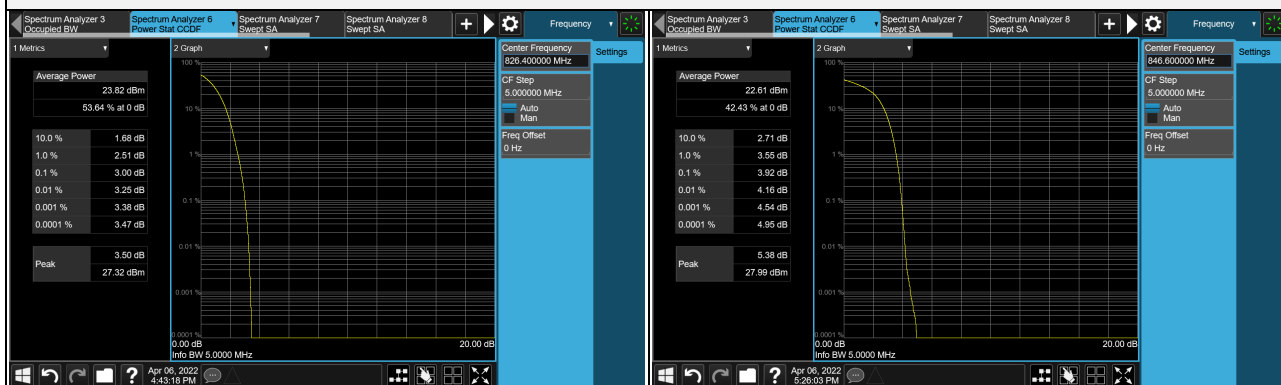 Spectrum Analyzer 3
Occupied BW
Spectrum Analyzer 6
Power Stat CCDF
Spectrum Analyzer 7
Swept SA
Spectrum Analyzer 8
Swept SA
Frequency
1 Metrics
2 Graph
Average Power
23.82 dBm
53.64 % at 0 dB
10.0 % 1.68 dB
1.0 % 2.51 dB
0.1 % 3.00 dB
0.01 % 3.25 dB
0.001 % 3.38 dB
0.0001 % 3.47 dB
Peak
3.50 dB
27.32 dBm
100 %
10 %
1 %
0.1 %
0.01 %
0.001 %
0.0001 %
0.00 dB
20.00 dB
Info BW 5.0000 MHz
Center Frequency
826.400000 MHz
Settings
CF Step
5.000000 MHz
Auto
Man
Freq Offset
0 Hz
Apr 06, 2022
4:43:18 PM
Spectrum Analyzer 3
Occupied BW
Spectrum Analyzer 6
Power Stat CCDF
Spectrum Analyzer 7
Swept SA
Spectrum Analyzer 8
Swept SA
Frequency
1 Metrics
2 Graph
Average Power
22.61 dBm
42.43 % at 0 dB
10.0 % 2.71 dB
1.0 % 3.55 dB
0.1 % 3.92 dB
0.01 % 4.16 dB
0.001 % 4.54 dB
0.0001 % 4.95 dB
Peak
5.38 dB
27.99 dBm
100 %
10 %
1 %
0.1 %
0.01 %
0.001 %
0.0001 %
0.00 dB
20.00 dB
Info BW 5.0000 MHz
Center Frequency
846.600000 MHz
Settings
CF Step
5.000000 MHz
Auto
Man
Freq Offset
0 Hz
Apr 06, 2022
5:26:03 PM